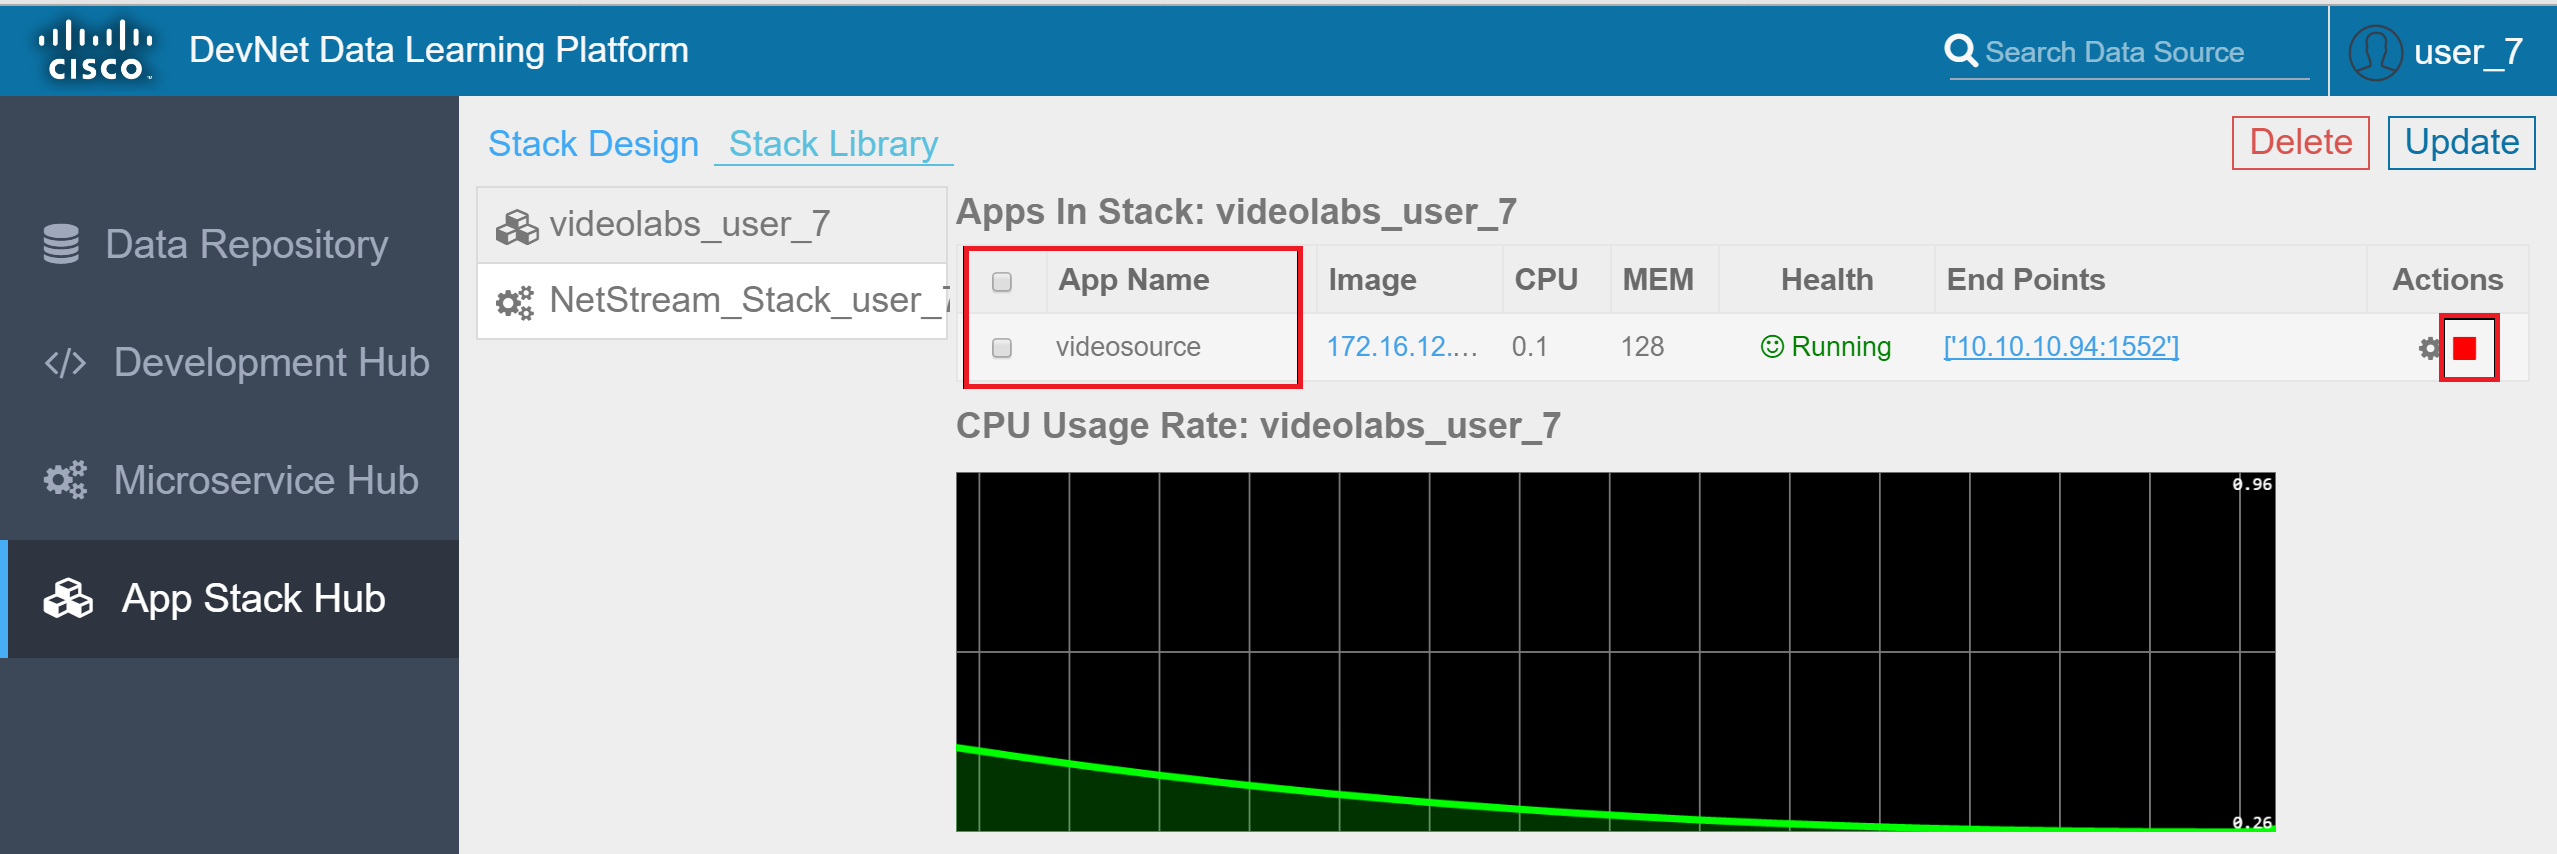 CISCO DevNet Data Learning Platform Search Data Source user_7
Data Repository
Development Hub
Microservice Hub
App Stack Hub
Stack Design Stack Library Delete Update
videolabs_user_7
NetStream_Stack_user_7
Apps In Stack: videolabs_user_7
App Name Image CPU MEM Health End Points Actions
videosource 172.16.12.... 0.1 128 Running ['10.10.10.94:1552']
CPU Usage Rate: videolabs_user_7
0.96
0.26